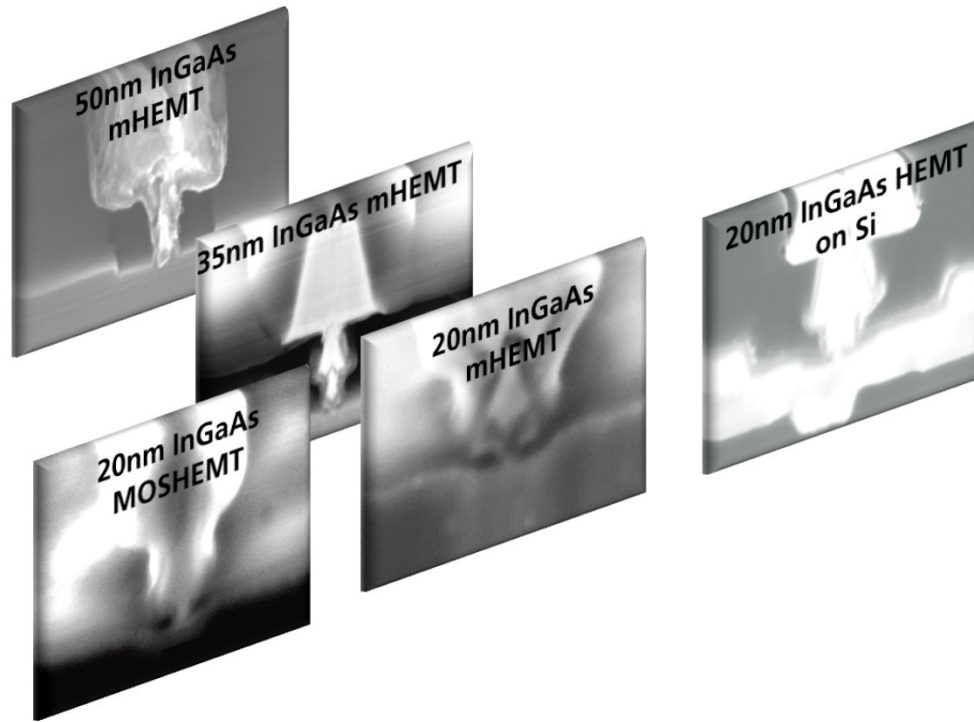 50nm InGaAs
mHEMT
35nm InGaAs mHEMT
20nm InGaAs
mHEMT
20nm InGaAs
MOSHEMT
20nm InGaAs HEMT
on Si